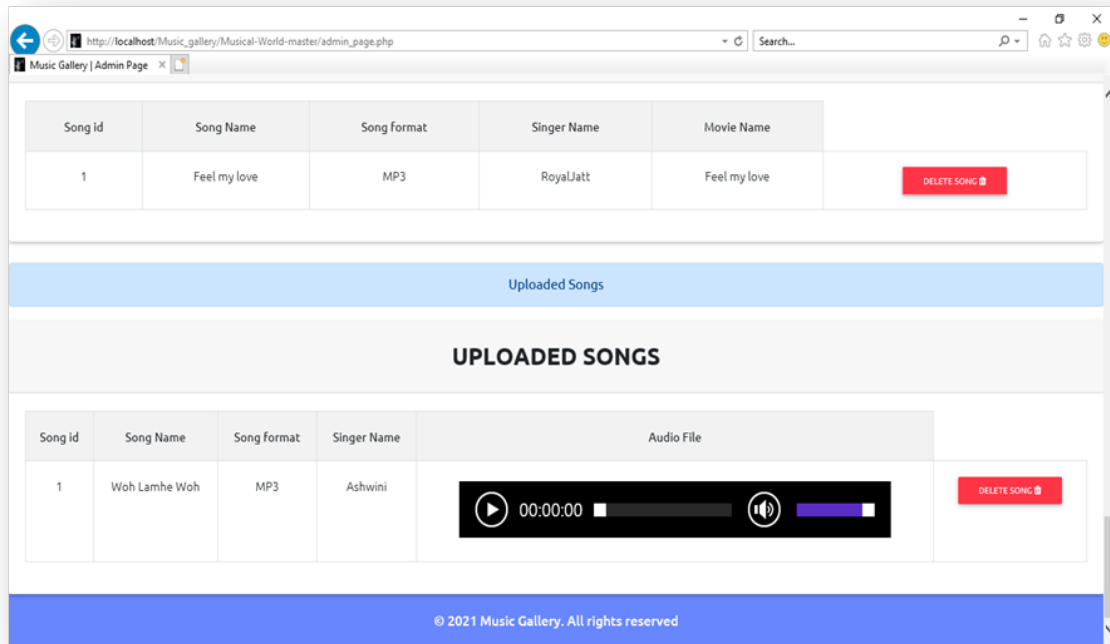 http://localhost/Music_gallery/Musical-World-master/admin_page.php Search...
Music Gallery | Admin Page
Song id Song Name Song format Singer Name Movie Name
1 Feel my love MP3 RoyalJatt Feel my love DELETE SONG
Uploaded Songs
UPLOADED SONGS
Song id Song Name Song format Singer Name Audio File
1 Woh Lamhe Woh MP3 Ashwini 00:00:00 DELETE SONG
© 2021 Music Gallery. All rights reserved